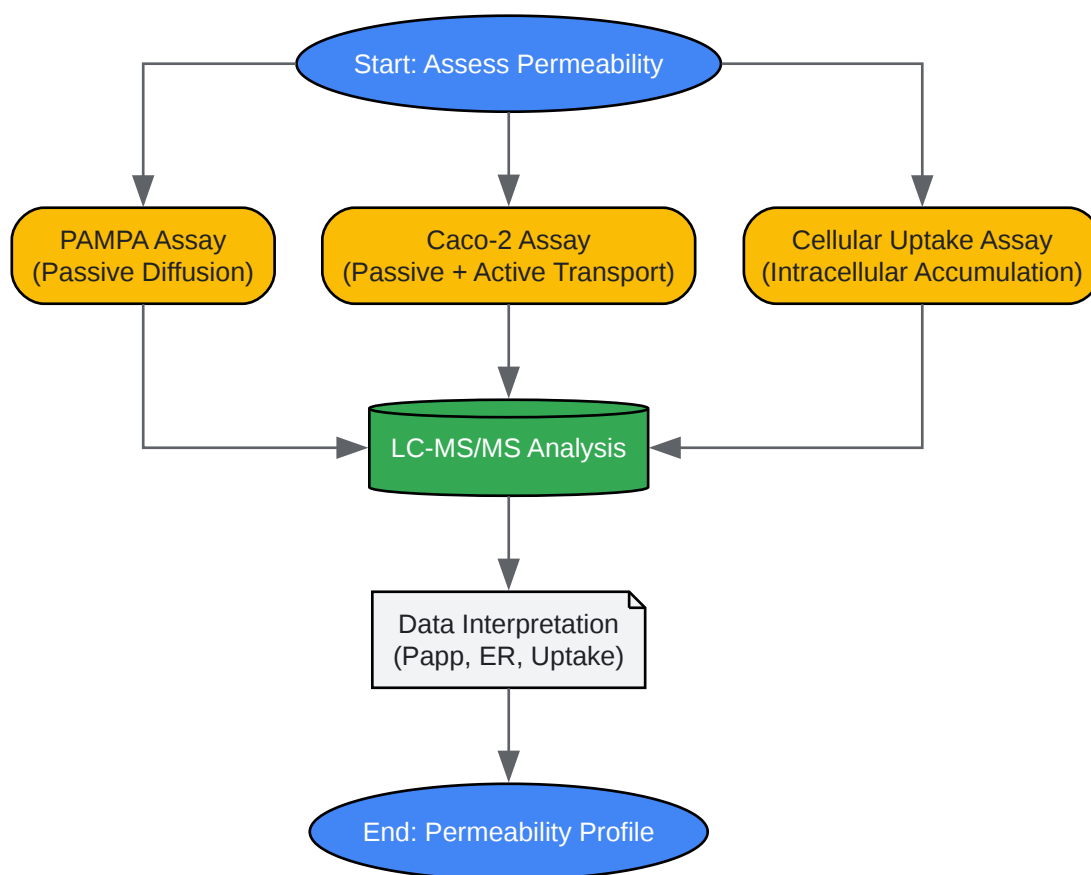 Start: Assess Permeability
PAMPA Assay
(Passive Diffusion)
Caco-2 Assay
(Passive + Active Transport)
Cellular Uptake Assay
(Intracellular Accumulation)
LC-MS/MS Analysis
Data Interpretation
(Papp, ER, Uptake)
End: Permeability Profile